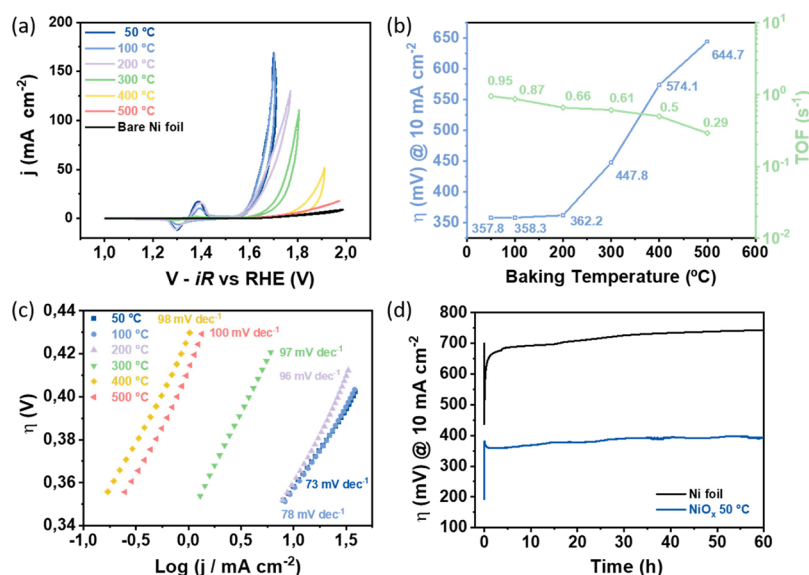 (a)
200
150
100
50
0
j (mA cm-2)
50 ºC
100 ºC
200 ºC
300 ºC
400 ºC
500 ºC
Bare Ni foil
1,0 1,2 1,4 1,6 1,8 2,0
V - iR vs RHE (V)
(b)
650
600
550
500
450
400
350
η (mV) @ 10 mA cm-2
0.95
0.87
0.66
0.61
0.5
0.29
644.7
574.1
447.8
357.8
358.3
362.2
10^1
10^0
10^-1
10^-2
TOF (s-1)
0 100 200 300 400 500 600
Baking Temperature (ºC)
(c)
0,44
0,42
0,40
0,38
0,36
0,34
η (V)
50 ºC
100 ºC
200 ºC
300 ºC
400 ºC
500 ºC
98 mV dec-1
100 mV dec-1
97 mV dec-1
96 mV dec-1
73 mV dec-1
78 mV dec-1
-1,0 -0,5 0,0 0,5 1,0 1,5
Log (j / mA cm-2)
(d)
800
700
600
500
400
300
200
100
η (mV) @ 10 mA cm-2
Ni foil
NiOx 50 ºC
0 10 20 30 40 50 60
Time (h)